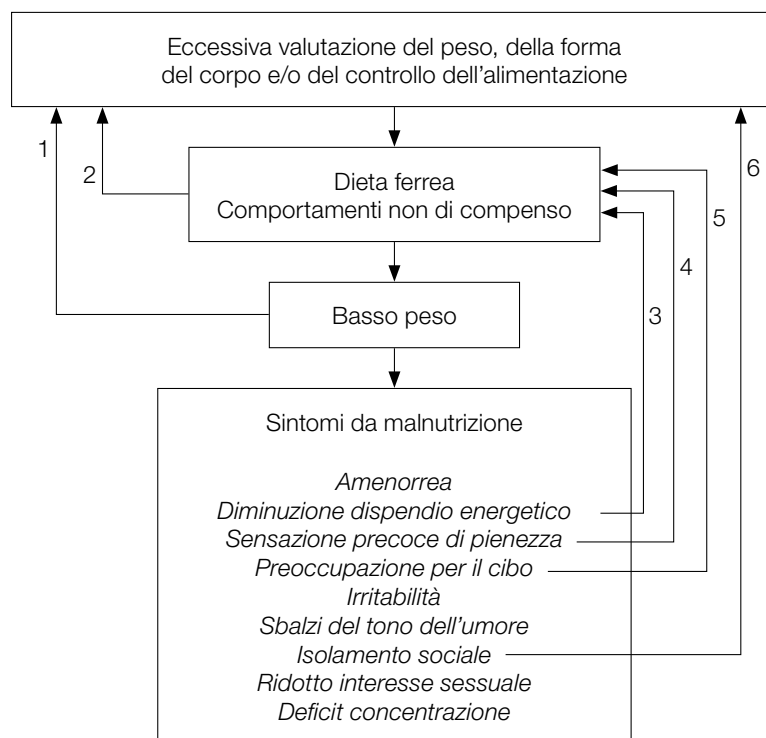 Eccessiva valutazione del peso, della forma
del corpo e/o del controllo dell'alimentazione
1
2
6
Dieta ferrea
Comportamenti non di compenso
5
4
3
Basso peso
Sintomi da malnutrizione
Amenorrea
Diminuzione dispendio energetico
Sensazione precoce di pienezza
Preoccupazione per il cibo
Irritabilità
Sbalzi del tono dell'umore
Isolamento sociale
Ridotto interesse sessuale
Deficit concentrazione